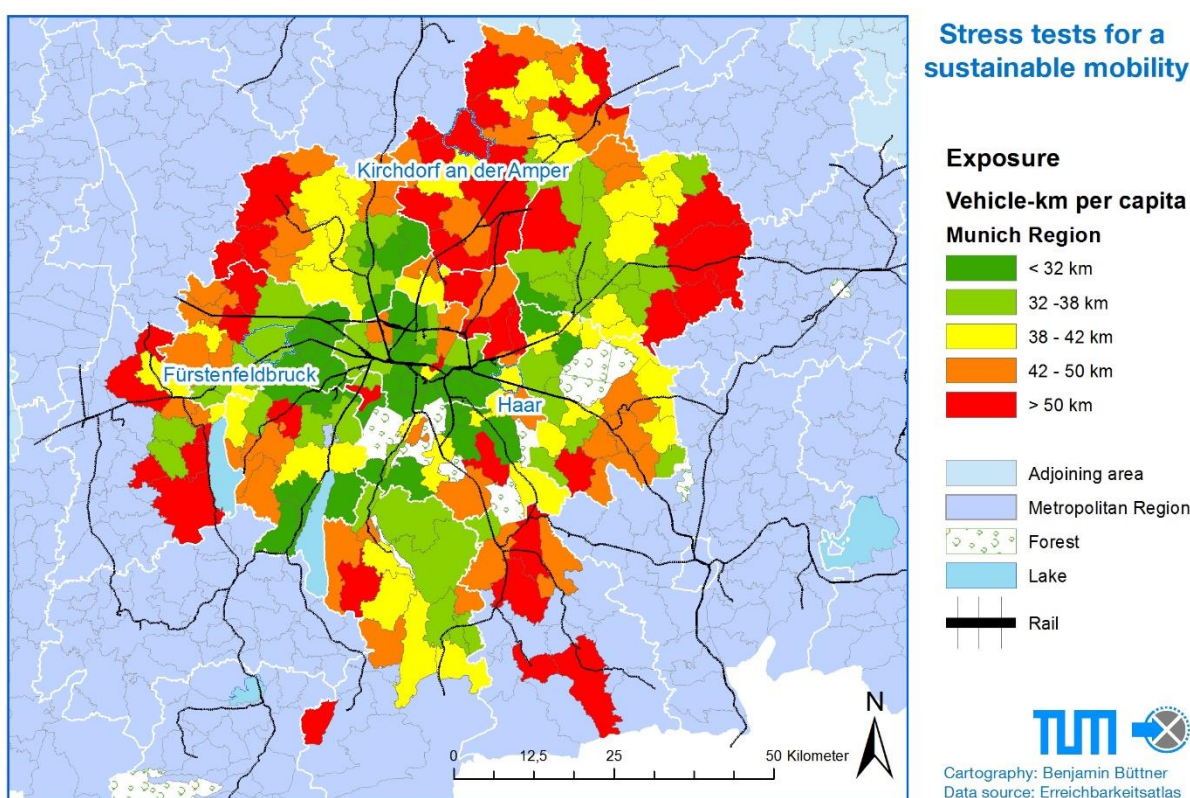 Stress tests for a
sustainable mobility
Kirchdorf an der Amper
Fürstenfeldbruck
Haar
Exposure
Vehicle-km per capita
Munich Region
< 32 km
32 -38 km
38 - 42 km
42 - 50 km
> 50 km
Adjoining area
Metropolitan Region
Forest
Lake
Rail
N
0 12,5 25 50 Kilometer
TUM
Cartography: Benjamin Büttner
Data source: Erreichbarkeitsatlas